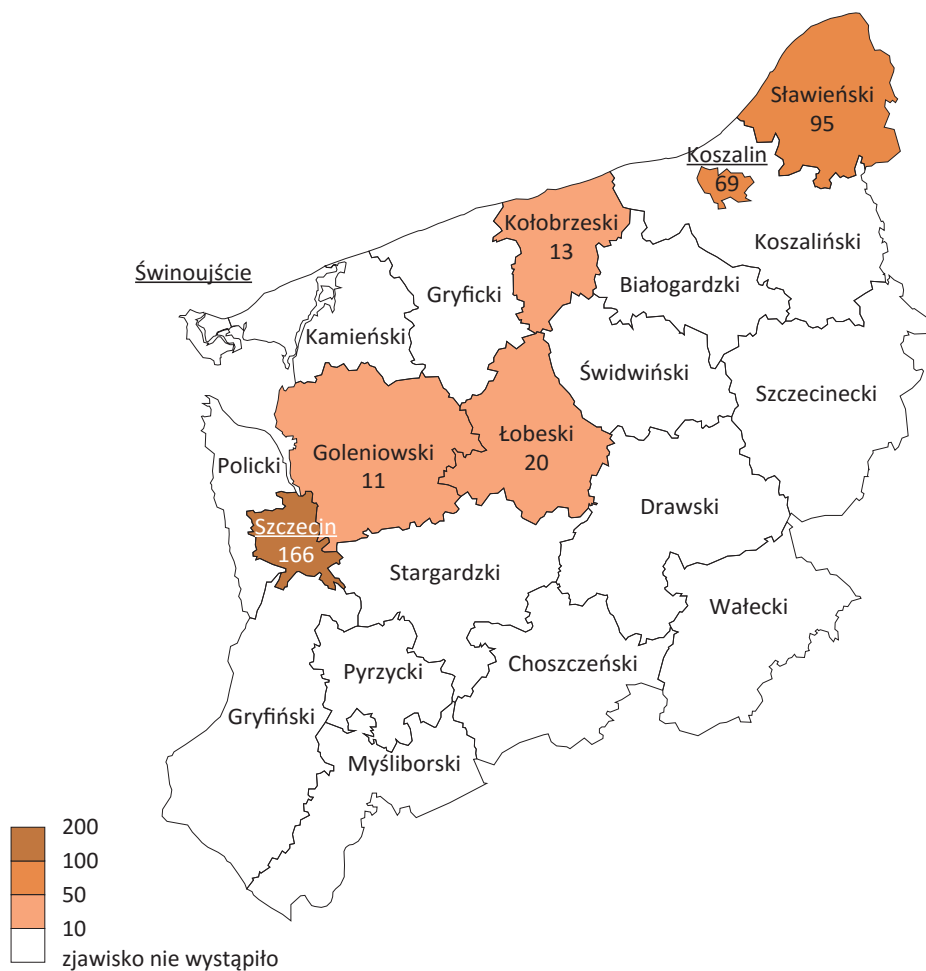 Sławieński
95
Koszalin
69
Kołobrzeski
13
Koszaliński
Świnoujście
Gryficki
Białogardzki
Kamieński
Świdwiński
Szczecinecki
Goleniowski
11
Łobeski
20
Policki
Drawski
Szczecin
166
Stargardzki
Wałecki
Choszczeński
Pyrzycki
Gryfiński
Myśliborski
200
100
50
10
zjawisko nie wystąpiło